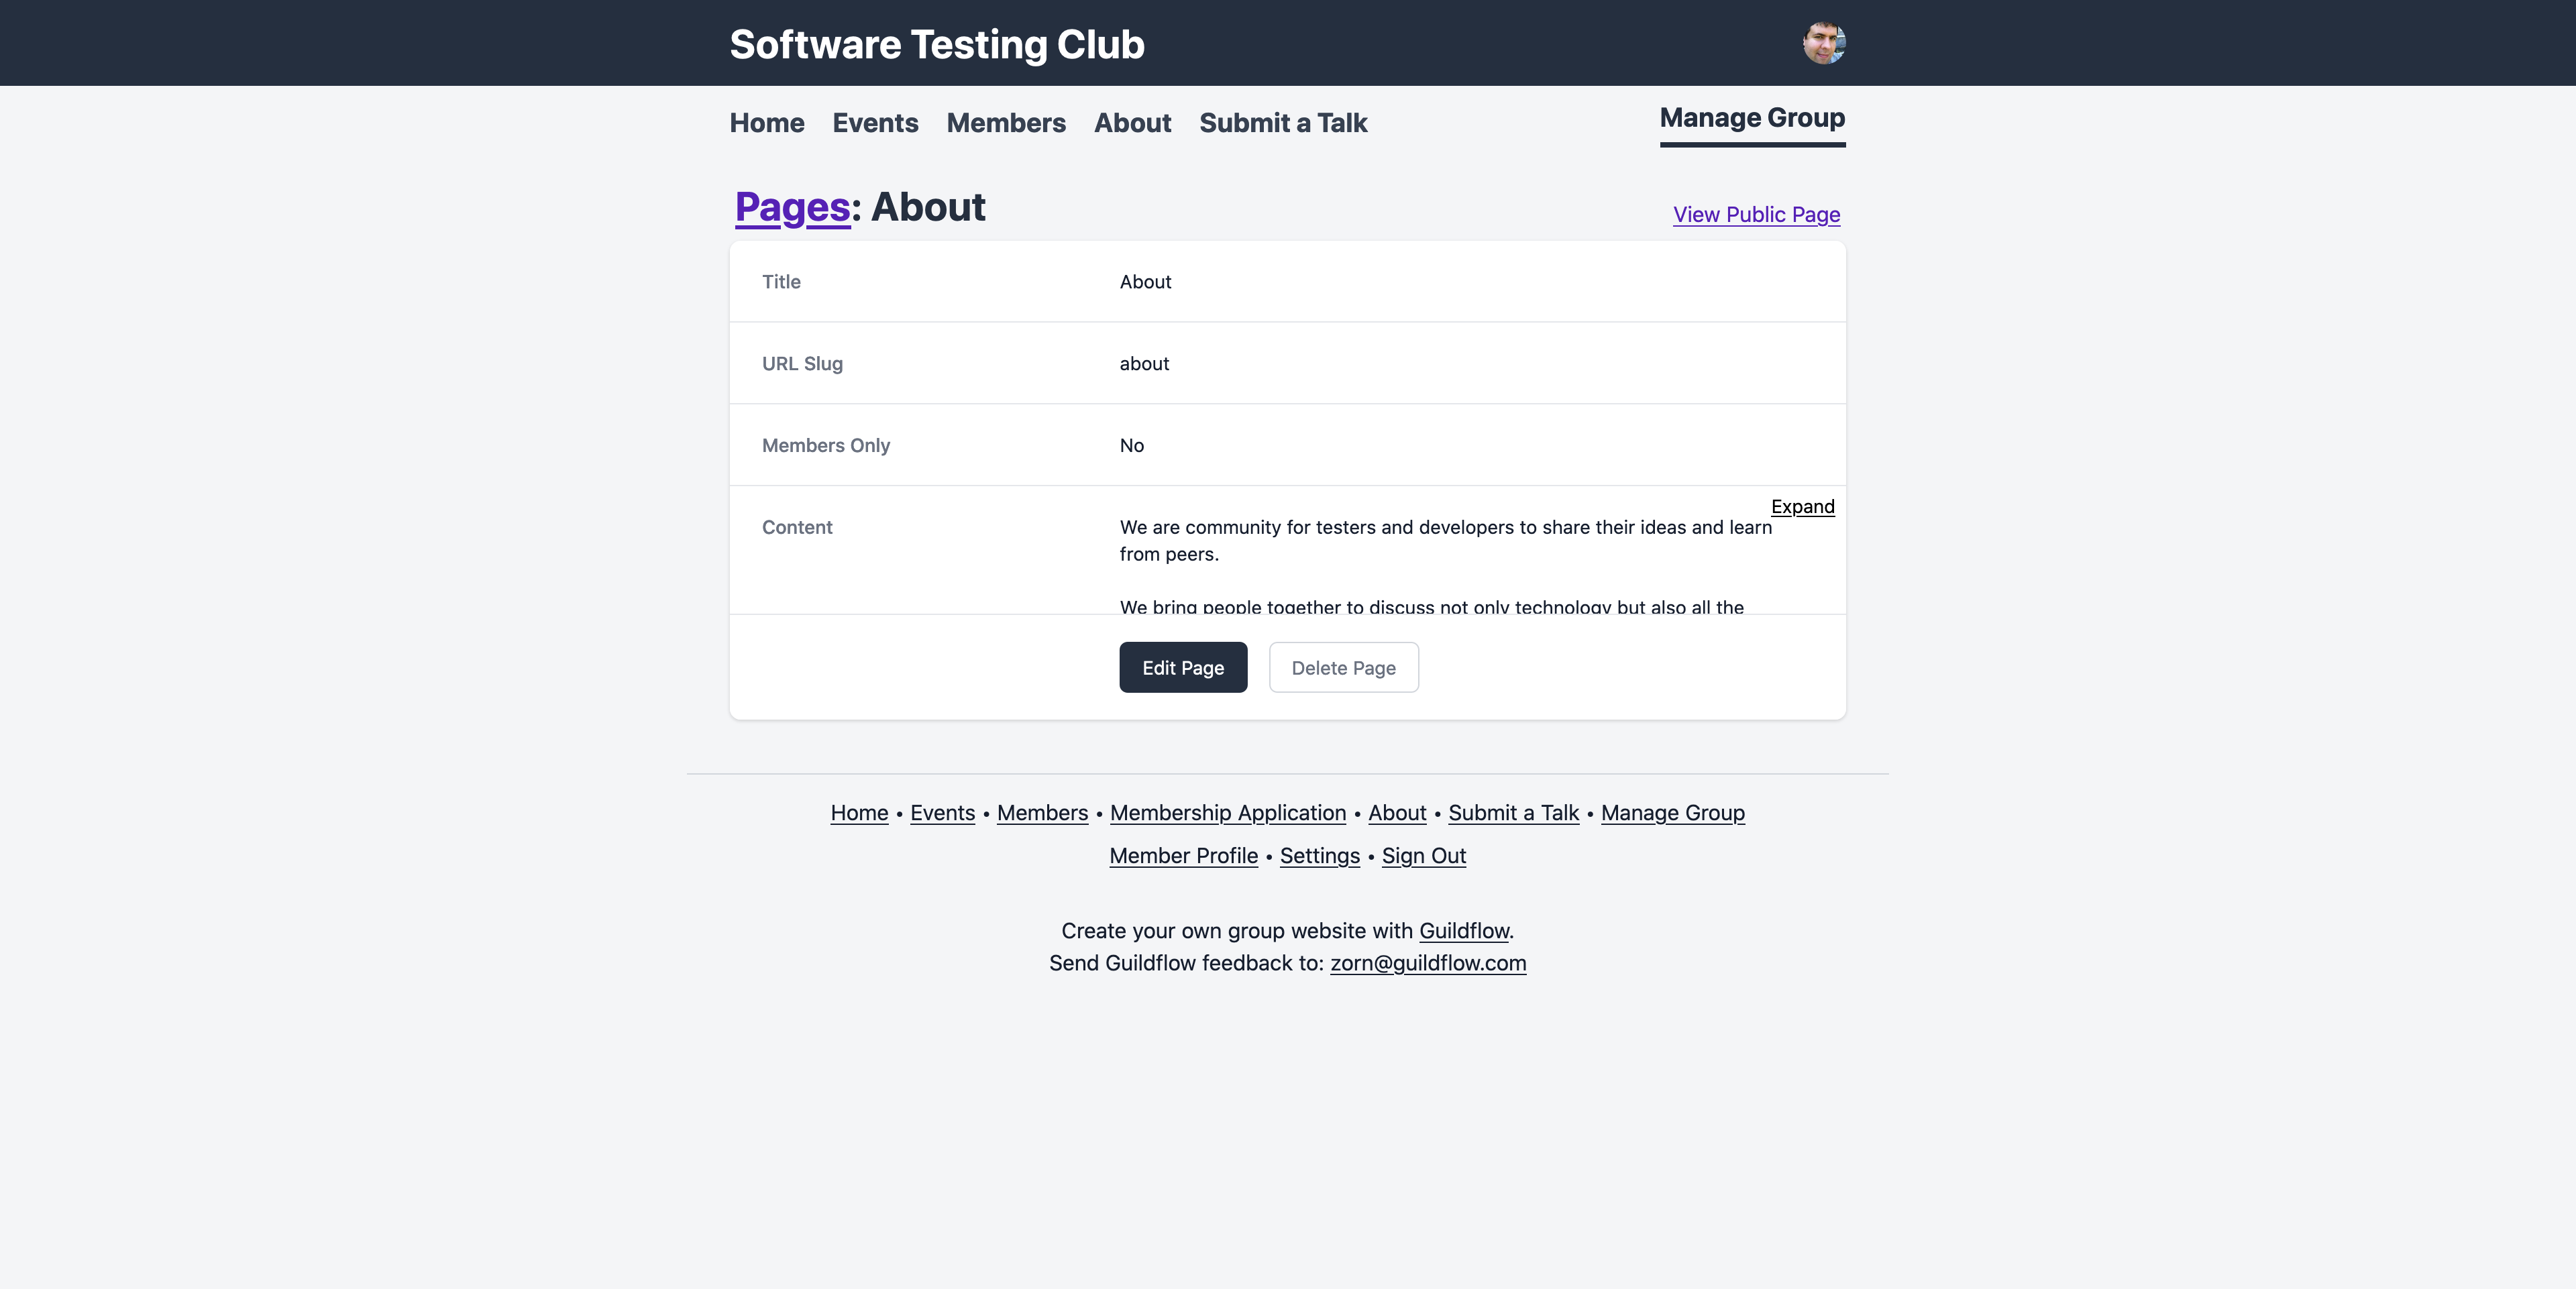 Software Testing Club
Home Events Members About Submit a Talk Manage Group
Pages: About View Public Page
Title About
URL Slug about
Members Only No
Expand
Content We are community for testers and developers to share their ideas and learn
from peers.
We bring people together to discuss not only technology but also all the
Edit Page Delete Page
Home • Events • Members • Membership Application • About • Submit a Talk • Manage Group
Member Profile • Settings • Sign Out
Create your own group website with Guildflow.
Send Guildflow feedback to: zorn@guildflow.com